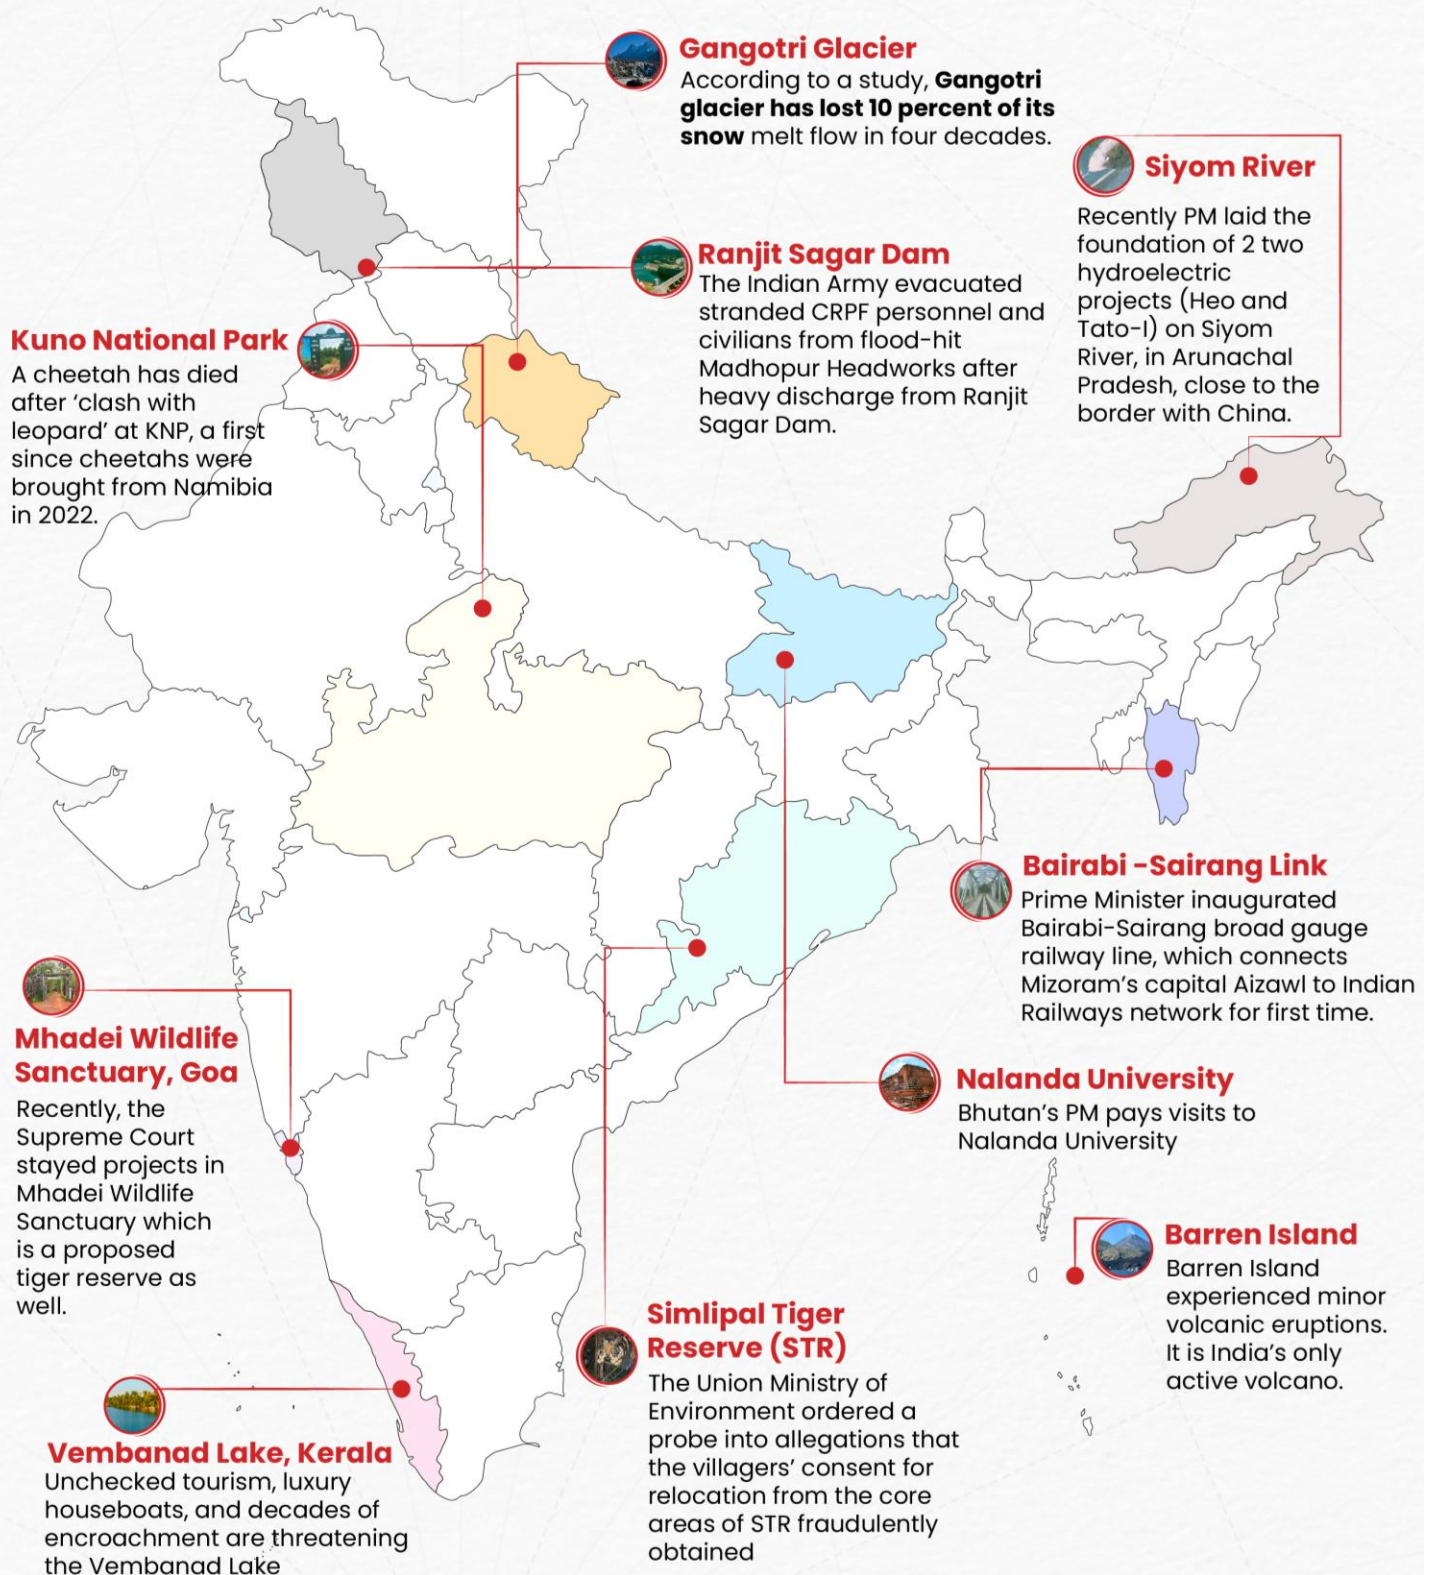 Gangotri Glacier
According to a study, Gangotri
glacier has lost 10 percent of its
snow melt flow in four decades.
Siyom River
Recently PM laid the
foundation of 2 two
hydroelectric
projects (Heo and
Tato-I) on Siyom
River, in Arunachal
Pradesh, close to the
border with China.
Ranjit Sagar Dam
The Indian Army evacuated
stranded CRPF personnel and
civilians from flood-hit
Madhopur Headworks after
heavy discharge from Ranjit
Sagar Dam.
Kuno National Park
A cheetah has died
after ‘clash with
leopard’ at KNP, a first
since cheetahs were
brought from Namibia
in 2022.
Bairabi -Sairang Link
Prime Minister inaugurated
Bairabi-Sairang broad gauge
railway line, which connects
Mizoram’s capital Aizawl to Indian
Railways network for first time.
Mhadei Wildlife
Sanctuary, Goa
Recently, the
Supreme Court
stayed projects in
Mhadei Wildlife
Sanctuary which
is a proposed
tiger reserve as
well.
Nalanda University
Bhutan’s PM pays visits to
Nalanda University
Barren Island
Barren Island
experienced minor
volcanic eruptions.
It is India’s only
active volcano.
Simlipal Tiger
Reserve (STR)
The Union Ministry of
Environment ordered a
probe into allegations that
the villagers’ consent for
relocation from the core
areas of STR fraudulently
obtained
Vembanad Lake, Kerala
Unchecked tourism, luxury
houseboats, and decades of
encroachment are threatening
the Vembanad Lake